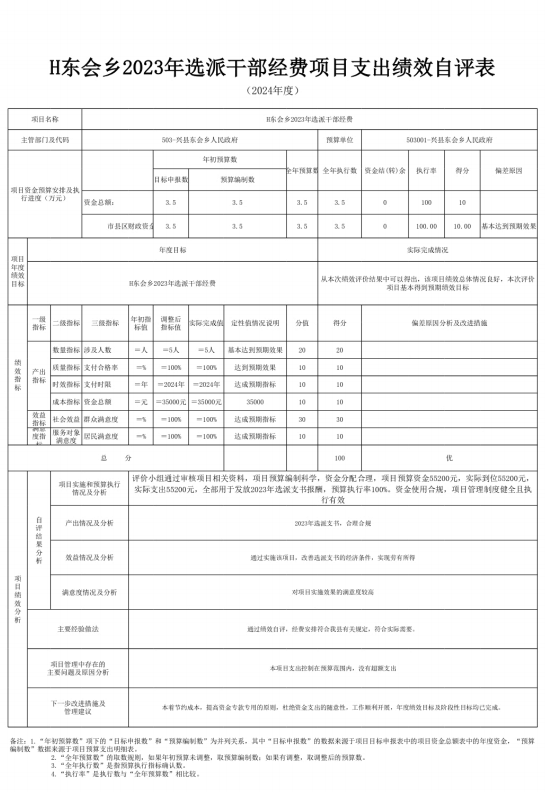 H东会乡2023年选派干部经费项目支出绩效自评表
（2024年度）
项目名称 H东会乡2023年选派干部经费
主管部门及代码 503-兴县东会乡人民政府 预算单位 503001-兴县东会乡人民政府
项目资金预算安排及执行进度（万元） 年初预算数 全年预算数 全年执行数 资金结(转)余 执行率 得分 偏差原因
目标申报数 预算编制数
资金总额： 3.5 3.5 3.5 3.5 0 100 10
市县区财政资金 3.5 3.5 3.5 3.5 0 100.00 10.00 基本达到预期效果
项目年度绩效目标 年度目标 实际完成情况
H东会乡2023年选派干部经费 从本次绩效评价结果中可以得出，该项目绩效总体情况良好，本次评价
项目基本得到预期绩效目标
绩效指标 一级指标 二级指标 三级指标 年初指标值 调整后指标值 实际完成值 定性值情况说明 分值 得分 偏差原因分析及改进措施
产出指标 数量指标 涉及人数 ＝人 ＝5人 ＝5人 基本达到预期效果 20 20
质量指标 支付合格率 ＝% ＝100% ＝100% 达到预期效果 10 10
时效指标 支付时限 ＝年 ＝2024年 ＝2024年 达成预期指标 10 10
成本指标 资金总额 ＝元 ＝35000元 ＝35000元 35000 10 10
效益指标 社会效益 群众满意度 ＝% ＝100% ＝100% 达成预期指标 30 30
满意度指标 服务对象满意度 居民满意度 ＝% ＝100% ＝100% 达成预期指标 10 10
总 分 100 优
项目绩效分析 自评结果分析 项目实施和预算执行情况及分析 评价小组通过审核项目相关资料，项目预算编制科学，资金分配合理，项目预算资金55200元，实际到位55200元，
实际支出55200元，全部用于发放2023年选派支书报酬，预算执行率100%。资金使用合规，项目管理制度健全且执
行有效
产出情况及分析 2023年选派支书，合理合规
效益情况及分析 通过实施该项目，改善选派支书的经济条件，实现劳有所得
满意度情况及分析 对项目实施效果的满意度较高
主要经验做法 通过绩效自评，经费安排符合我县有关规定，符合实际需要。
项目管理中存在的
主要问题及原因分析 本项目支出控制在预算范围内，没有超额支出
下一步改进措施及
管理建议 本着节约成本，提高资金专款专用的原则，杜绝资金支出的随意性，工作顺利开展，年度绩效目标及阶段性目标均已完成。
备注：1.“年初预算数”项下的“目标申报数”和“预算编制数”为并列关系，其中“目标申报数”的数据来源于项目目标申报表中的项目资金总额表中的年度资金，“预算
编制数”数据来源于项目预算支出明细表。
2.“全年预算数”的取数规则，如果年初预算未调整，取预算编制数；如果有调整，取调整后的预算数。
3.“全年执行数”是指预算执行指标确认数。
4.“执行率”是执行数与“全年预算数”相比较。